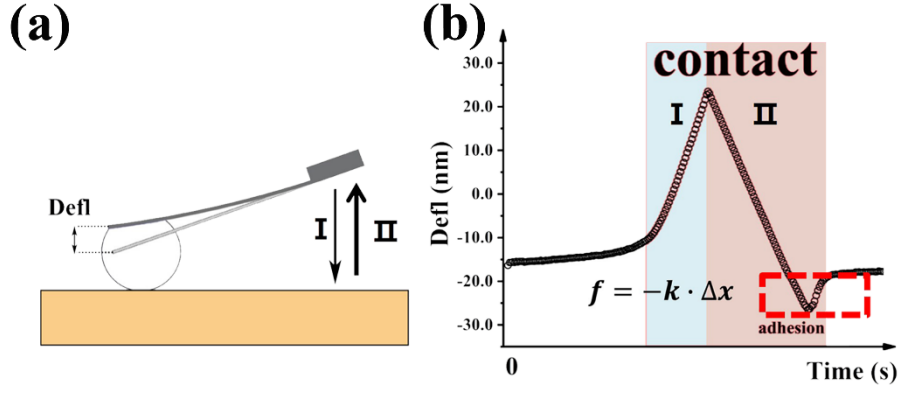 (a)
Defl
I
II
(b)
contact
I
II
Defl (nm)
30.0
20.0
10.0
0.0
-10.0
-20.0
-30.0
f = −k · Δx
adhesion
0
Time (s)